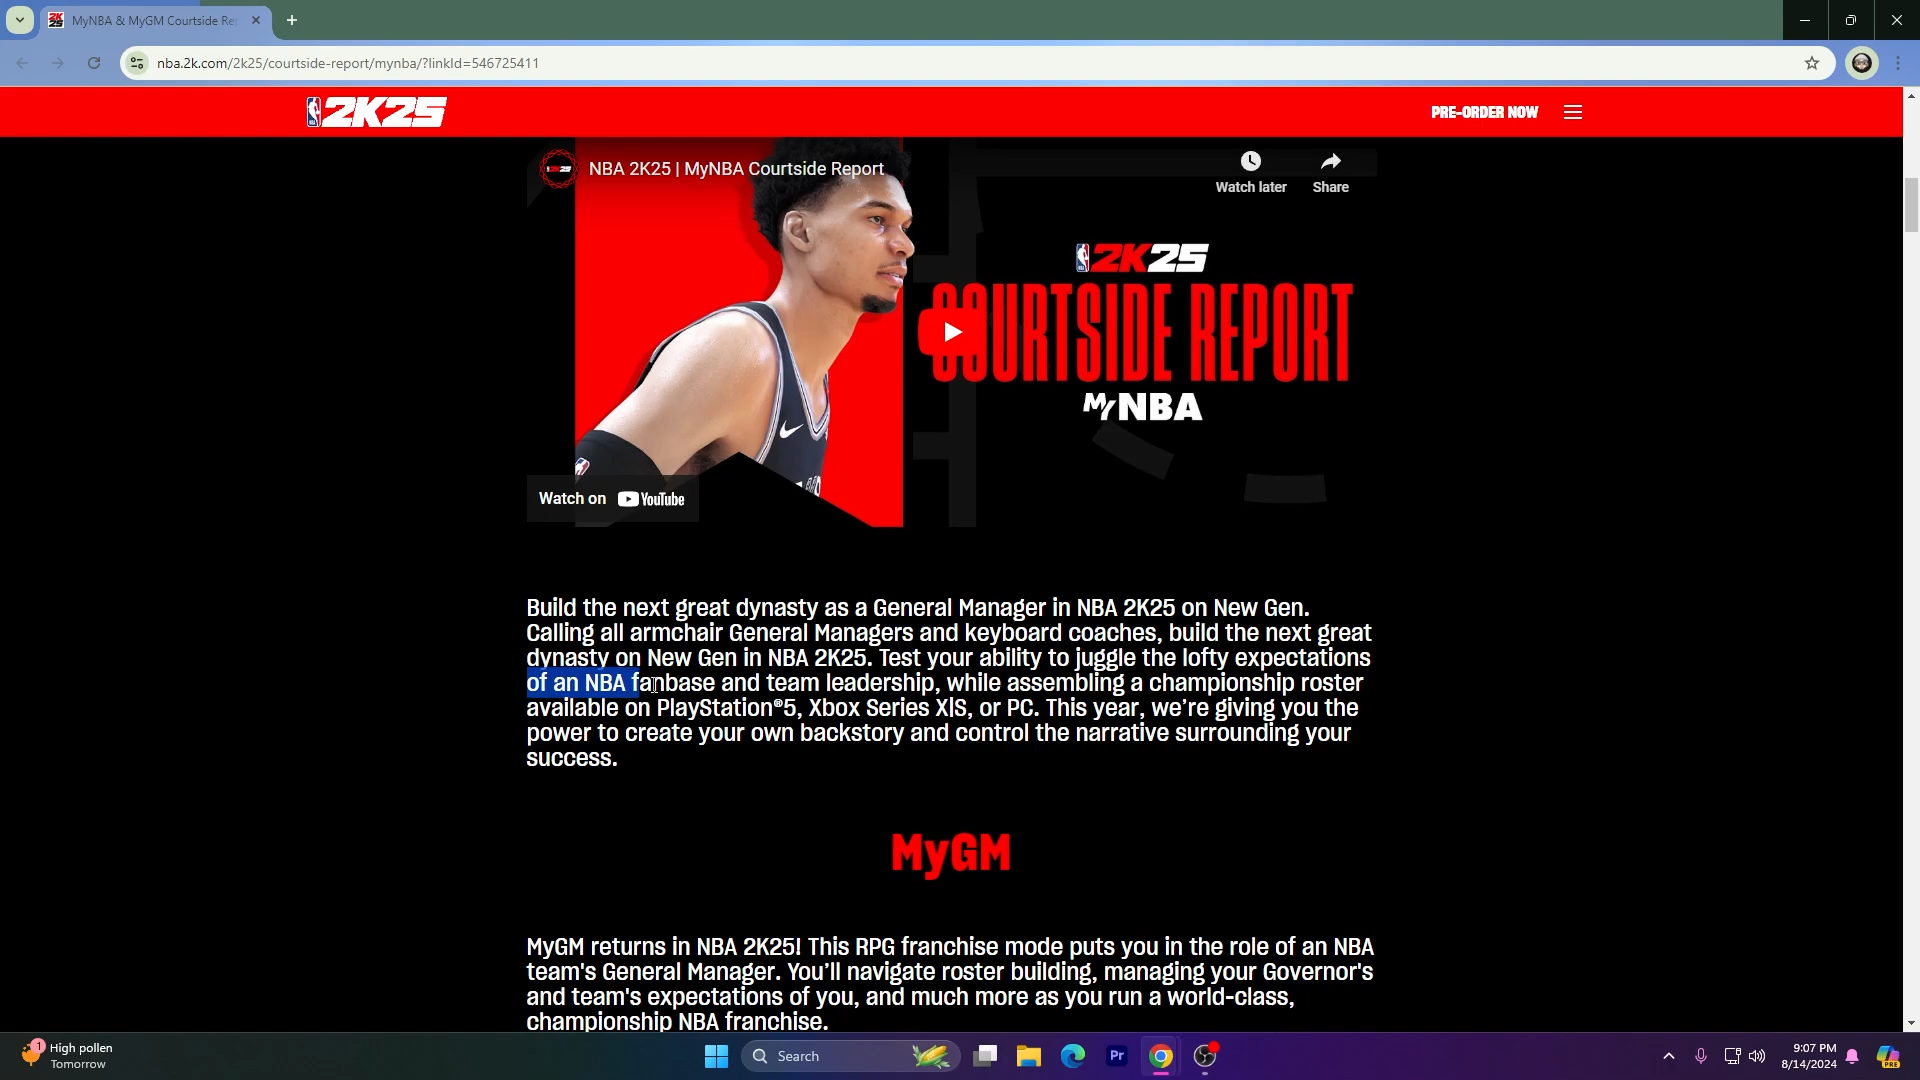 MyNBA & MyGM Courtside Re
nba.2k.com/2k25/courtside-report/mynba/?linkId=546725411
2K25
PRE-ORDER NOW
NBA 2K25 | MyNBA Courtside Report
Watch later
Share
2K25
COURTSIDE REPORT
MyNBA
Watch on YouTube
Build the next great dynasty as a General Manager in NBA 2K25 on New Gen.
Calling all armchair General Managers and keyboard coaches, build the next great
dynasty on New Gen in NBA 2K25. Test your ability to juggle the lofty expectations
of an NBA fanbase and team leadership, while assembling a championship roster
available on PlayStation®5, Xbox Series X|S, or PC. This year, we’re giving you the
power to create your own backstory and control the narrative surrounding your
success.
MyGM
MyGM returns in NBA 2K25! This RPG franchise mode puts you in the role of an NBA
team's General Manager. You’ll navigate roster building, managing your Governor's
and team's expectations of you, and much more as you run a world-class,
championship NBA franchise.
1
High pollen
Tomorrow
Search
Pr
9:07 PM
8/14/2024
PRE